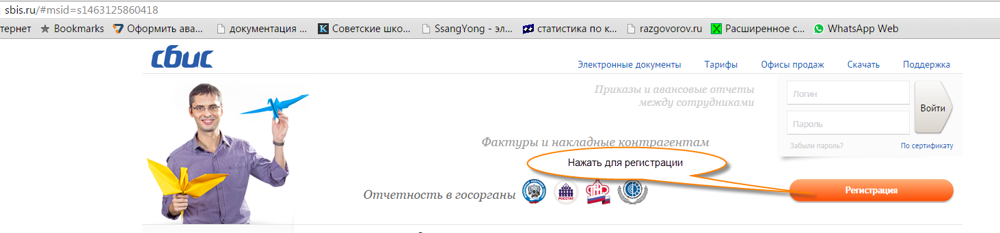 sbis.ru/#msid=s1463125860418
тернет Bookmarks Оформить ава... документация ... Советские шко... SsangYong - эл... статистика по к... razgovorov.ru Расширенное с... WhatsApp Web
сбис
Электронные документы Тарифы Офисы продаж Скачать Поддержка
Приказы и авансовые отчеты
между сотрудниками
Логин
Войти
Пароль
Забыли пароль? По сертификату
Фактуры и накладные контрагентам
Нажать для регистрации
Отчетность в госорганы
РОССТАТ
ПФР
Регистрация